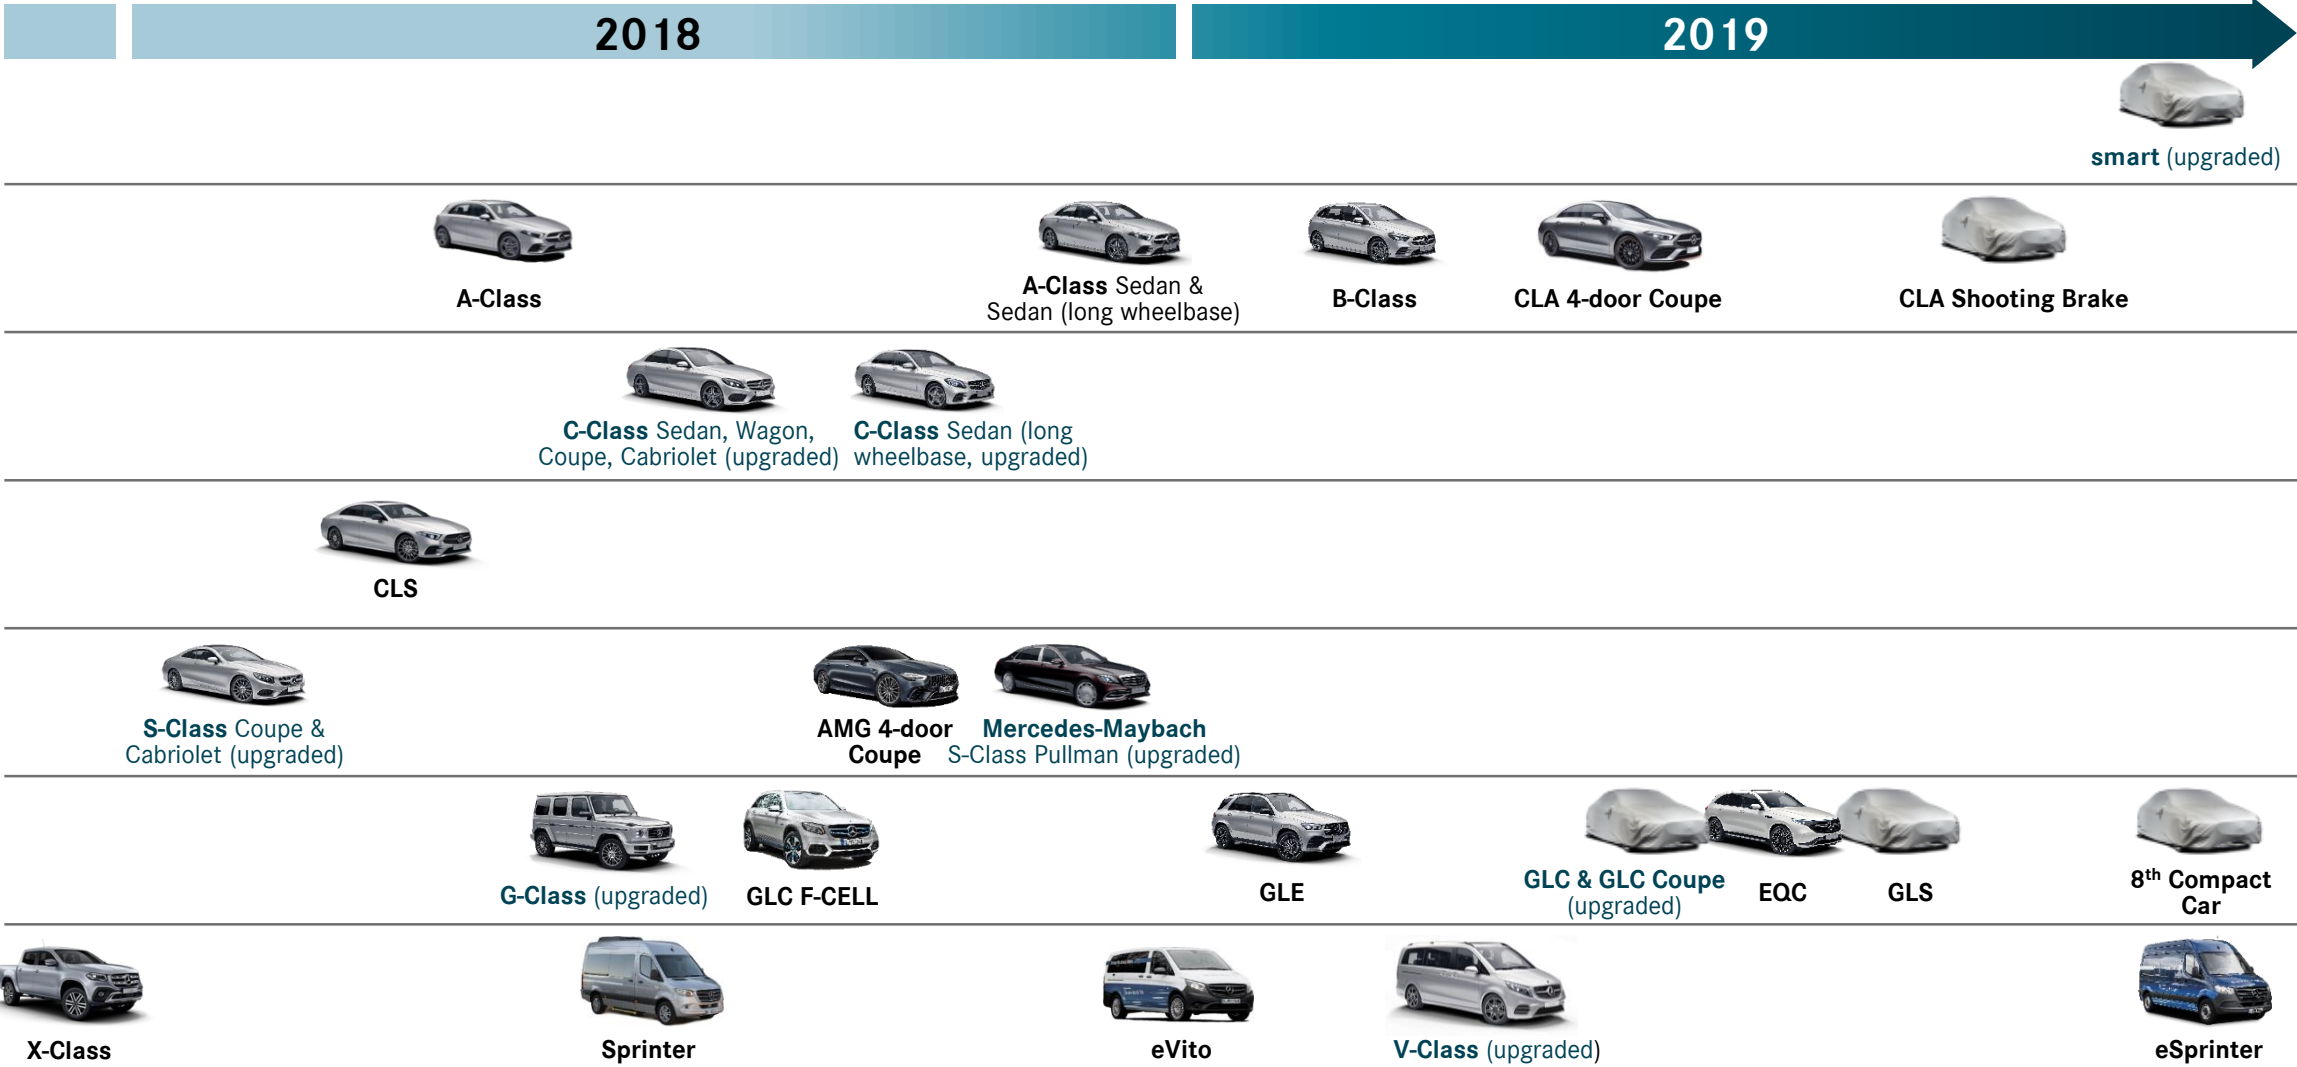 2018
2019
smart (upgraded)
A-Class
A-Class Sedan &
Sedan (long wheelbase)
B-Class
CLA 4-door Coupe
CLA Shooting Brake
C-Class Sedan, Wagon,
Coupe, Cabriolet (upgraded)
C-Class Sedan (long
wheelbase, upgraded)
CLS
S-Class Coupe &
Cabriolet (upgraded)
AMG 4-door
Coupe
Mercedes-Maybach
S-Class Pullman (upgraded)
G-Class (upgraded)
GLC F-CELL
GLE
GLC & GLC Coupe
(upgraded)
EQC
GLS
8th Compact
Car
X-Class
Sprinter
eVito
V-Class (upgraded)
eSprinter